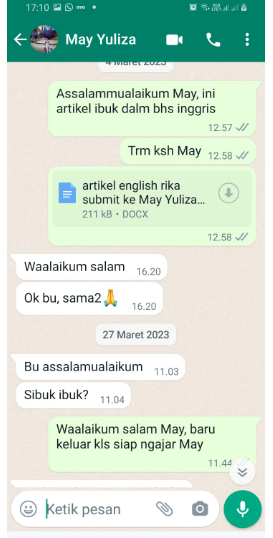 17:10
May Yuliza
4 Maret 2023
Assalammualaikum May, ini
artikel ibuk dalm bhs inggris
12.57
Trm ksh May 12.58
artikel english rika
submit ke May Yuliza...
211 kB • DOCX
12.58
Waalaikum salam 16.20
Ok bu, sama2🙏
16.20
27 Maret 2023
Bu assalamualaikum 11.03
Sibuk ibuk? 11.04
Waalaikum salam May, baru
keluar kls siap ngajar May
11.44
Ketik pesan